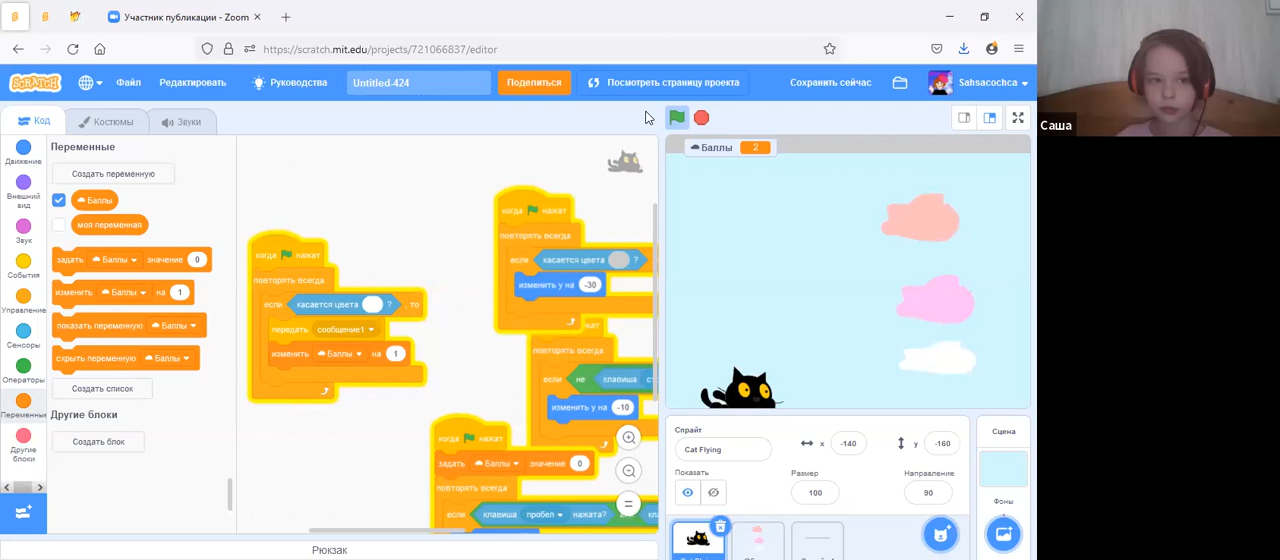 Участник публикации - Zoom
https://scratch.mit.edu/projects/721066837/editor
SCRATCH
Файл
Редактировать
Руководства
Untitled-424
Поделиться
Посмотреть страницу проекта
Сохранить сейчас
Sahsacochca
Саша
Код
Костюмы
Звуки
Движение
Внешний вид
Звук
События
Управление
Сенсоры
Операторы
Переменные
Другие блоки
Переменные
Создать переменную
Баллы
моя переменная
задать Баллы значение 0
изменить Баллы на 1
показать переменную Баллы
скрыть переменную Баллы
Создать список
Другие блоки
Создать блок
когда нажат
повторять всегда
если касается цвета ? то
передать сообщение1
изменить Баллы на 1
когда нажат
повторять всегда
если касается цвета ?
изменить y на -30
жат
повторять всегда
если не клавиша
изменить y на -10
когда нажат
задать Баллы значение 0
повторять всегда
если клавиша пробел нажата?
Рюкзак
Баллы 2
Спрайт
Cat Flying
x -140
y -160
Показать
Размер
100
Направление
90
Сцена
Фоны
Cat Flying